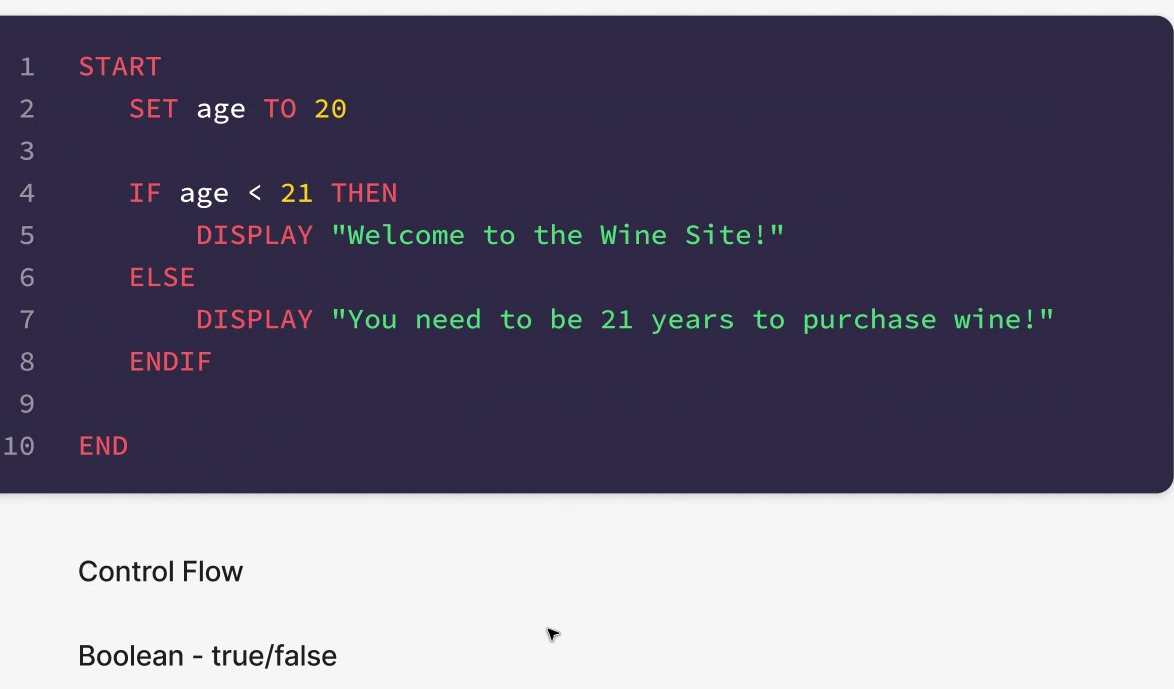 1 START
2 SET age TO 20
3
4 IF age < 21 THEN
5 DISPLAY "Welcome to the Wine Site!"
6 ELSE
7 DISPLAY "You need to be 21 years to purchase wine!"
8 ENDIF
9
10 END
Control Flow
Boolean - true/false